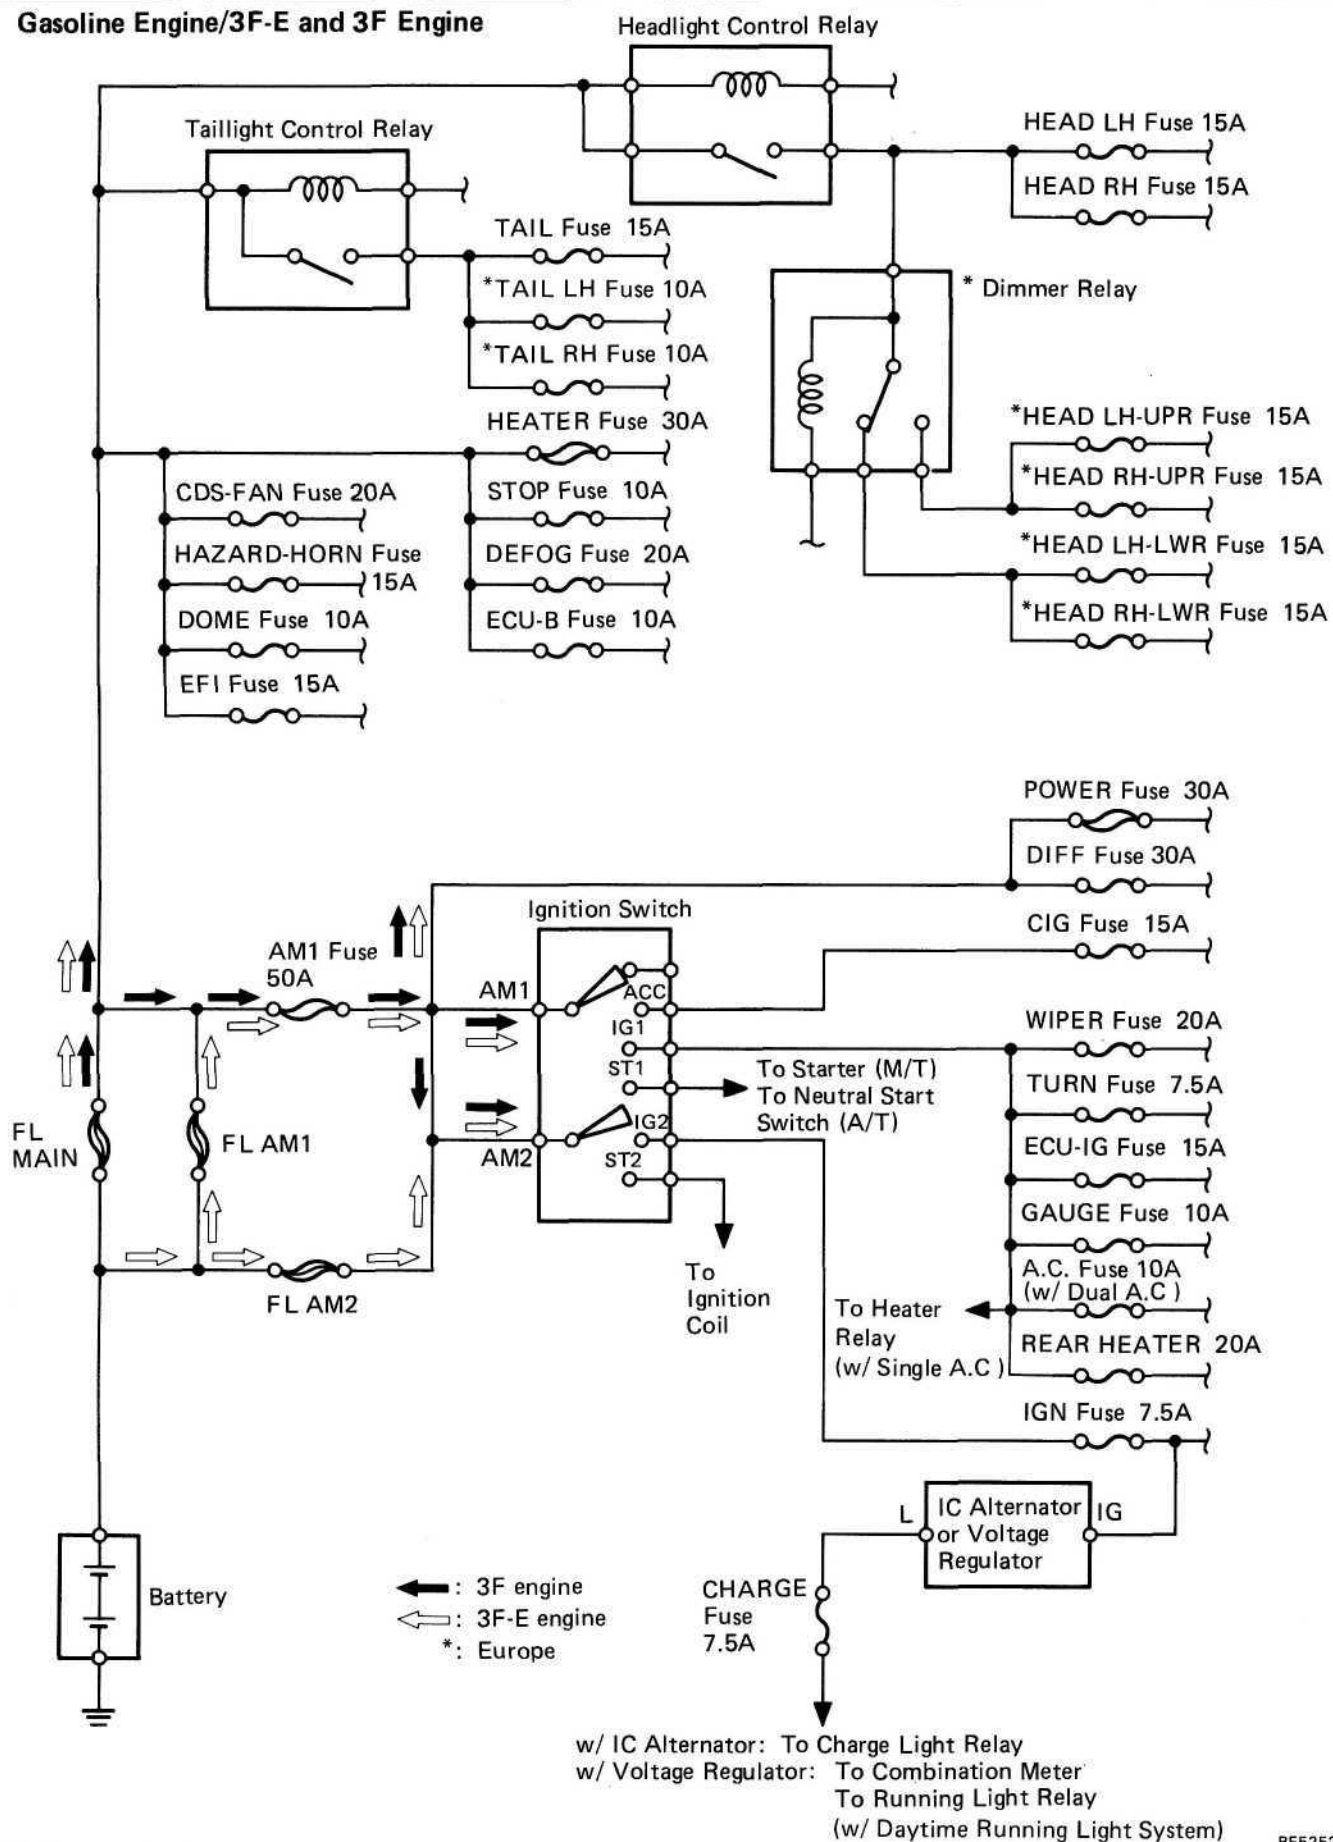 Gasoline Engine/3F-E and 3F Engine
Headlight Control Relay
Taillight Control Relay
HEAD LH Fuse 15A
HEAD RH Fuse 15A
TAIL Fuse 15A
*TAIL LH Fuse 10A
*TAIL RH Fuse 10A
* Dimmer Relay
HEATER Fuse 30A
*HEAD LH-UPR Fuse 15A
*HEAD RH-UPR Fuse 15A
*HEAD LH-LWR Fuse 15A
*HEAD RH-LWR Fuse 15A
CDS-FAN Fuse 20A
STOP Fuse 10A
HAZARD-HORN Fuse
15A
DEFOG Fuse 20A
DOME Fuse 10A
ECU-B Fuse 10A
EFI Fuse 15A
POWER Fuse 30A
DIFF Fuse 30A
Ignition Switch
CIG Fuse 15A
AM1 Fuse
50A
AM1
ACC
IG1
WIPER Fuse 20A
ST1
To Starter (M/T)
To Neutral Start
Switch (A/T)
TURN Fuse 7.5A
FL
MAIN
FL AM1
AM2
IG2
ST2
ECU-IG Fuse 15A
GAUGE Fuse 10A
FL AM2
To
Ignition
Coil
A.C. Fuse 10A
(w/ Dual A.C )
To Heater
Relay
(w/ Single A.C )
REAR HEATER 20A
IGN Fuse 7.5A
L
IC Alternator
or Voltage
Regulator
IG
Battery
: 3F engine
: 3F-E engine
*: Europe
CHARGE
Fuse
7.5A
w/ IC Alternator: To Charge Light Relay
w/ Voltage Regulator: To Combination Meter
To Running Light Relay
(w/ Daytime Running Light System)